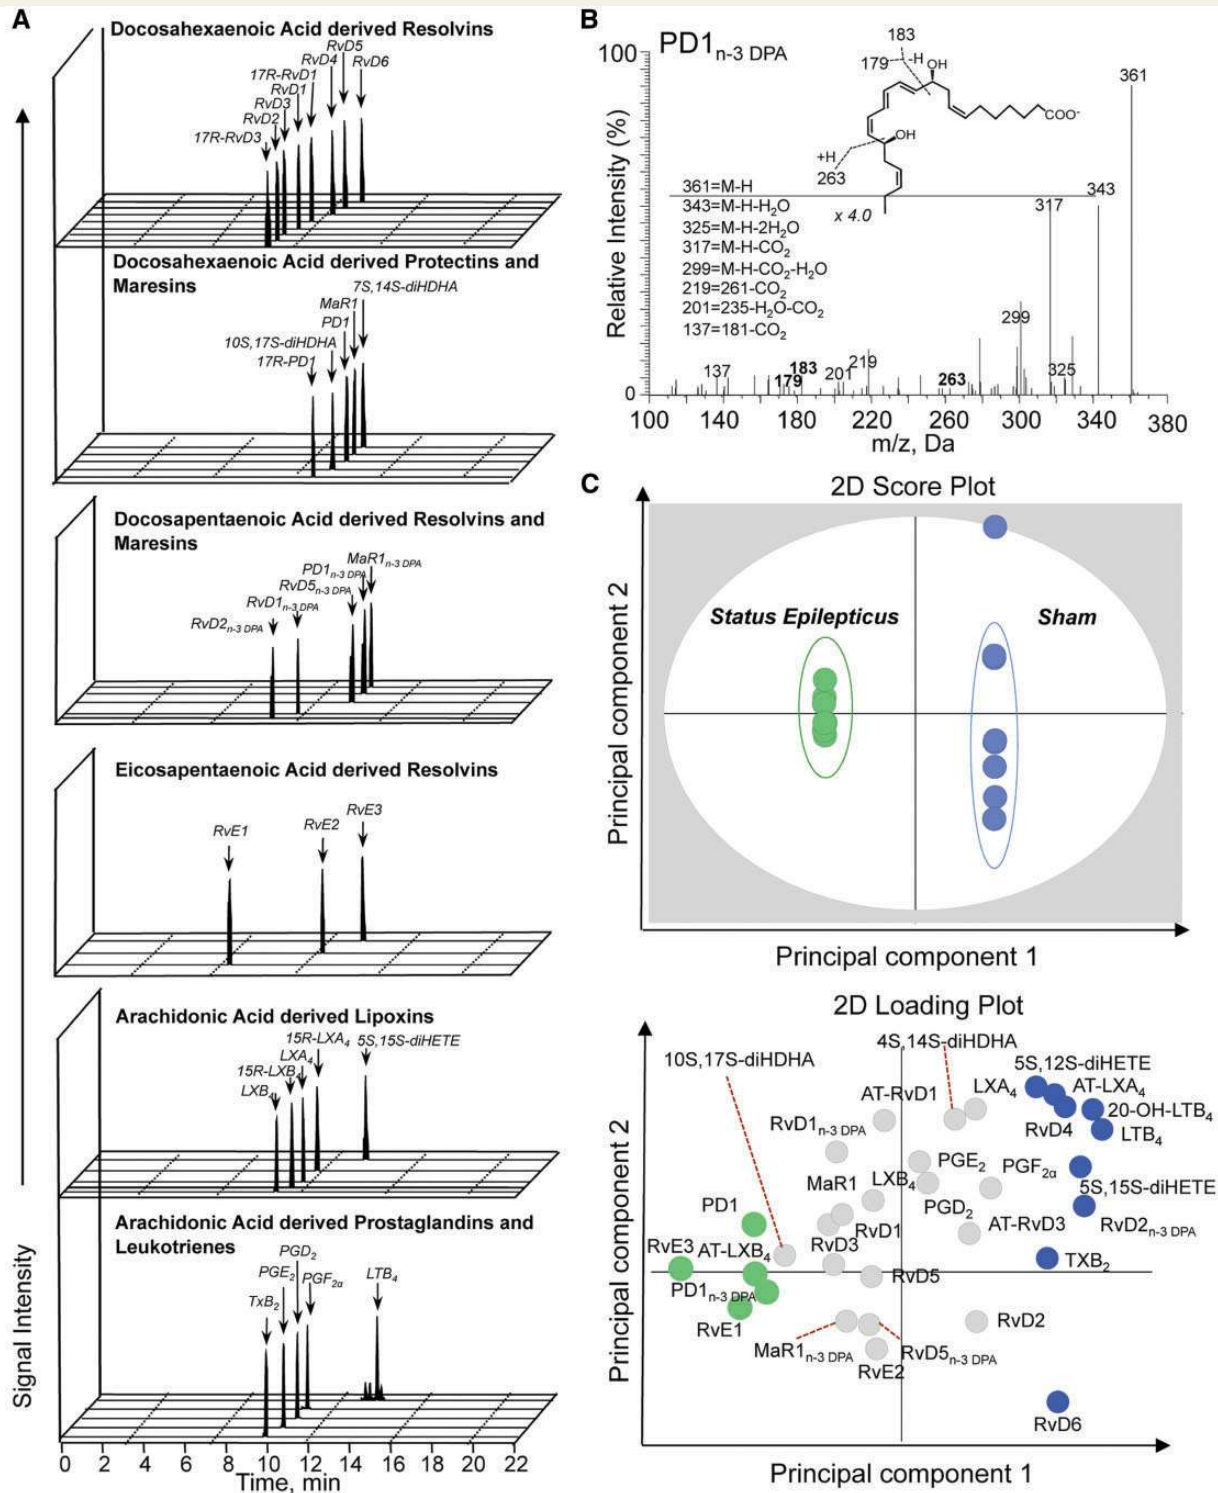 A
Docosahexaenoic Acid derived Resolvins
RvD5
RvD4
RvD6
17R-RvD1
RvD1
RvD3
RvD2
17R-RvD3
Docosahexaenoic Acid derived Protectins and
Maresins
7S,14S-diHDHA
MaR1
PD1
10S,17S-diHDHA
17R-PD1
Docosapentaenoic Acid derived Resolvins and
Maresins
MaR1n-3 DPA
PD1n-3 DPA
RvD5n-3 DPA
RvD1n-3 DPA
RvD2n-3 DPA
Eicosapentaenoic Acid derived Resolvins
RvE3
RvE2
RvE1
Arachidonic Acid derived Lipoxins
15R-LXA4
5S,15S-diHETE
LXA4
15R-LXB4
LXB4
Arachidonic Acid derived Prostaglandins and
Leukotrienes
PGD2
PGE2
PGF2α
LTB4
TxB2
Signal Intensity
0 2 4 6 8 10 12 14 16 18 20 22
Time, min
B
PD1n-3 DPA
100
0
Relative Intensity (%)
183
179
-H
OH
COO-
OH
+H
263
x 4.0
361=M-H
343=M-H-H2O
325=M-H-2H2O
317=M-H-CO2
299=M-H-CO2-H2O
219=261-CO2
201=235-H2O-CO2
137=181-CO2
361
343
317
299
325
263
219
201
183
179
137
100 140 180 220 260 300 340 380
m/z, Da
C
2D Score Plot
Status Epilepticus
Sham
Principal component 2
Principal component 1
2D Loading Plot
4S,14S-diHDHA
10S,17S-diHDHA
5S,12S-diHETE
AT-RvD1
LXA4
AT-LXA4
20-OH-LTB4
RvD1n-3 DPA
RvD4
LTB4
PGE2
PGF2α
MaR1
LXB4
5S,15S-diHETE
PD1
PGD2
AT-RvD3
RvD2n-3 DPA
RvD1
RvE3
AT-LXB4
RvD3
TXB2
RvD5
PD1n-3 DPA
RvE1
RvD2
MaR1n-3 DPA
RvD5n-3 DPA
RvE2
RvD6
Principal component 2
Principal component 1